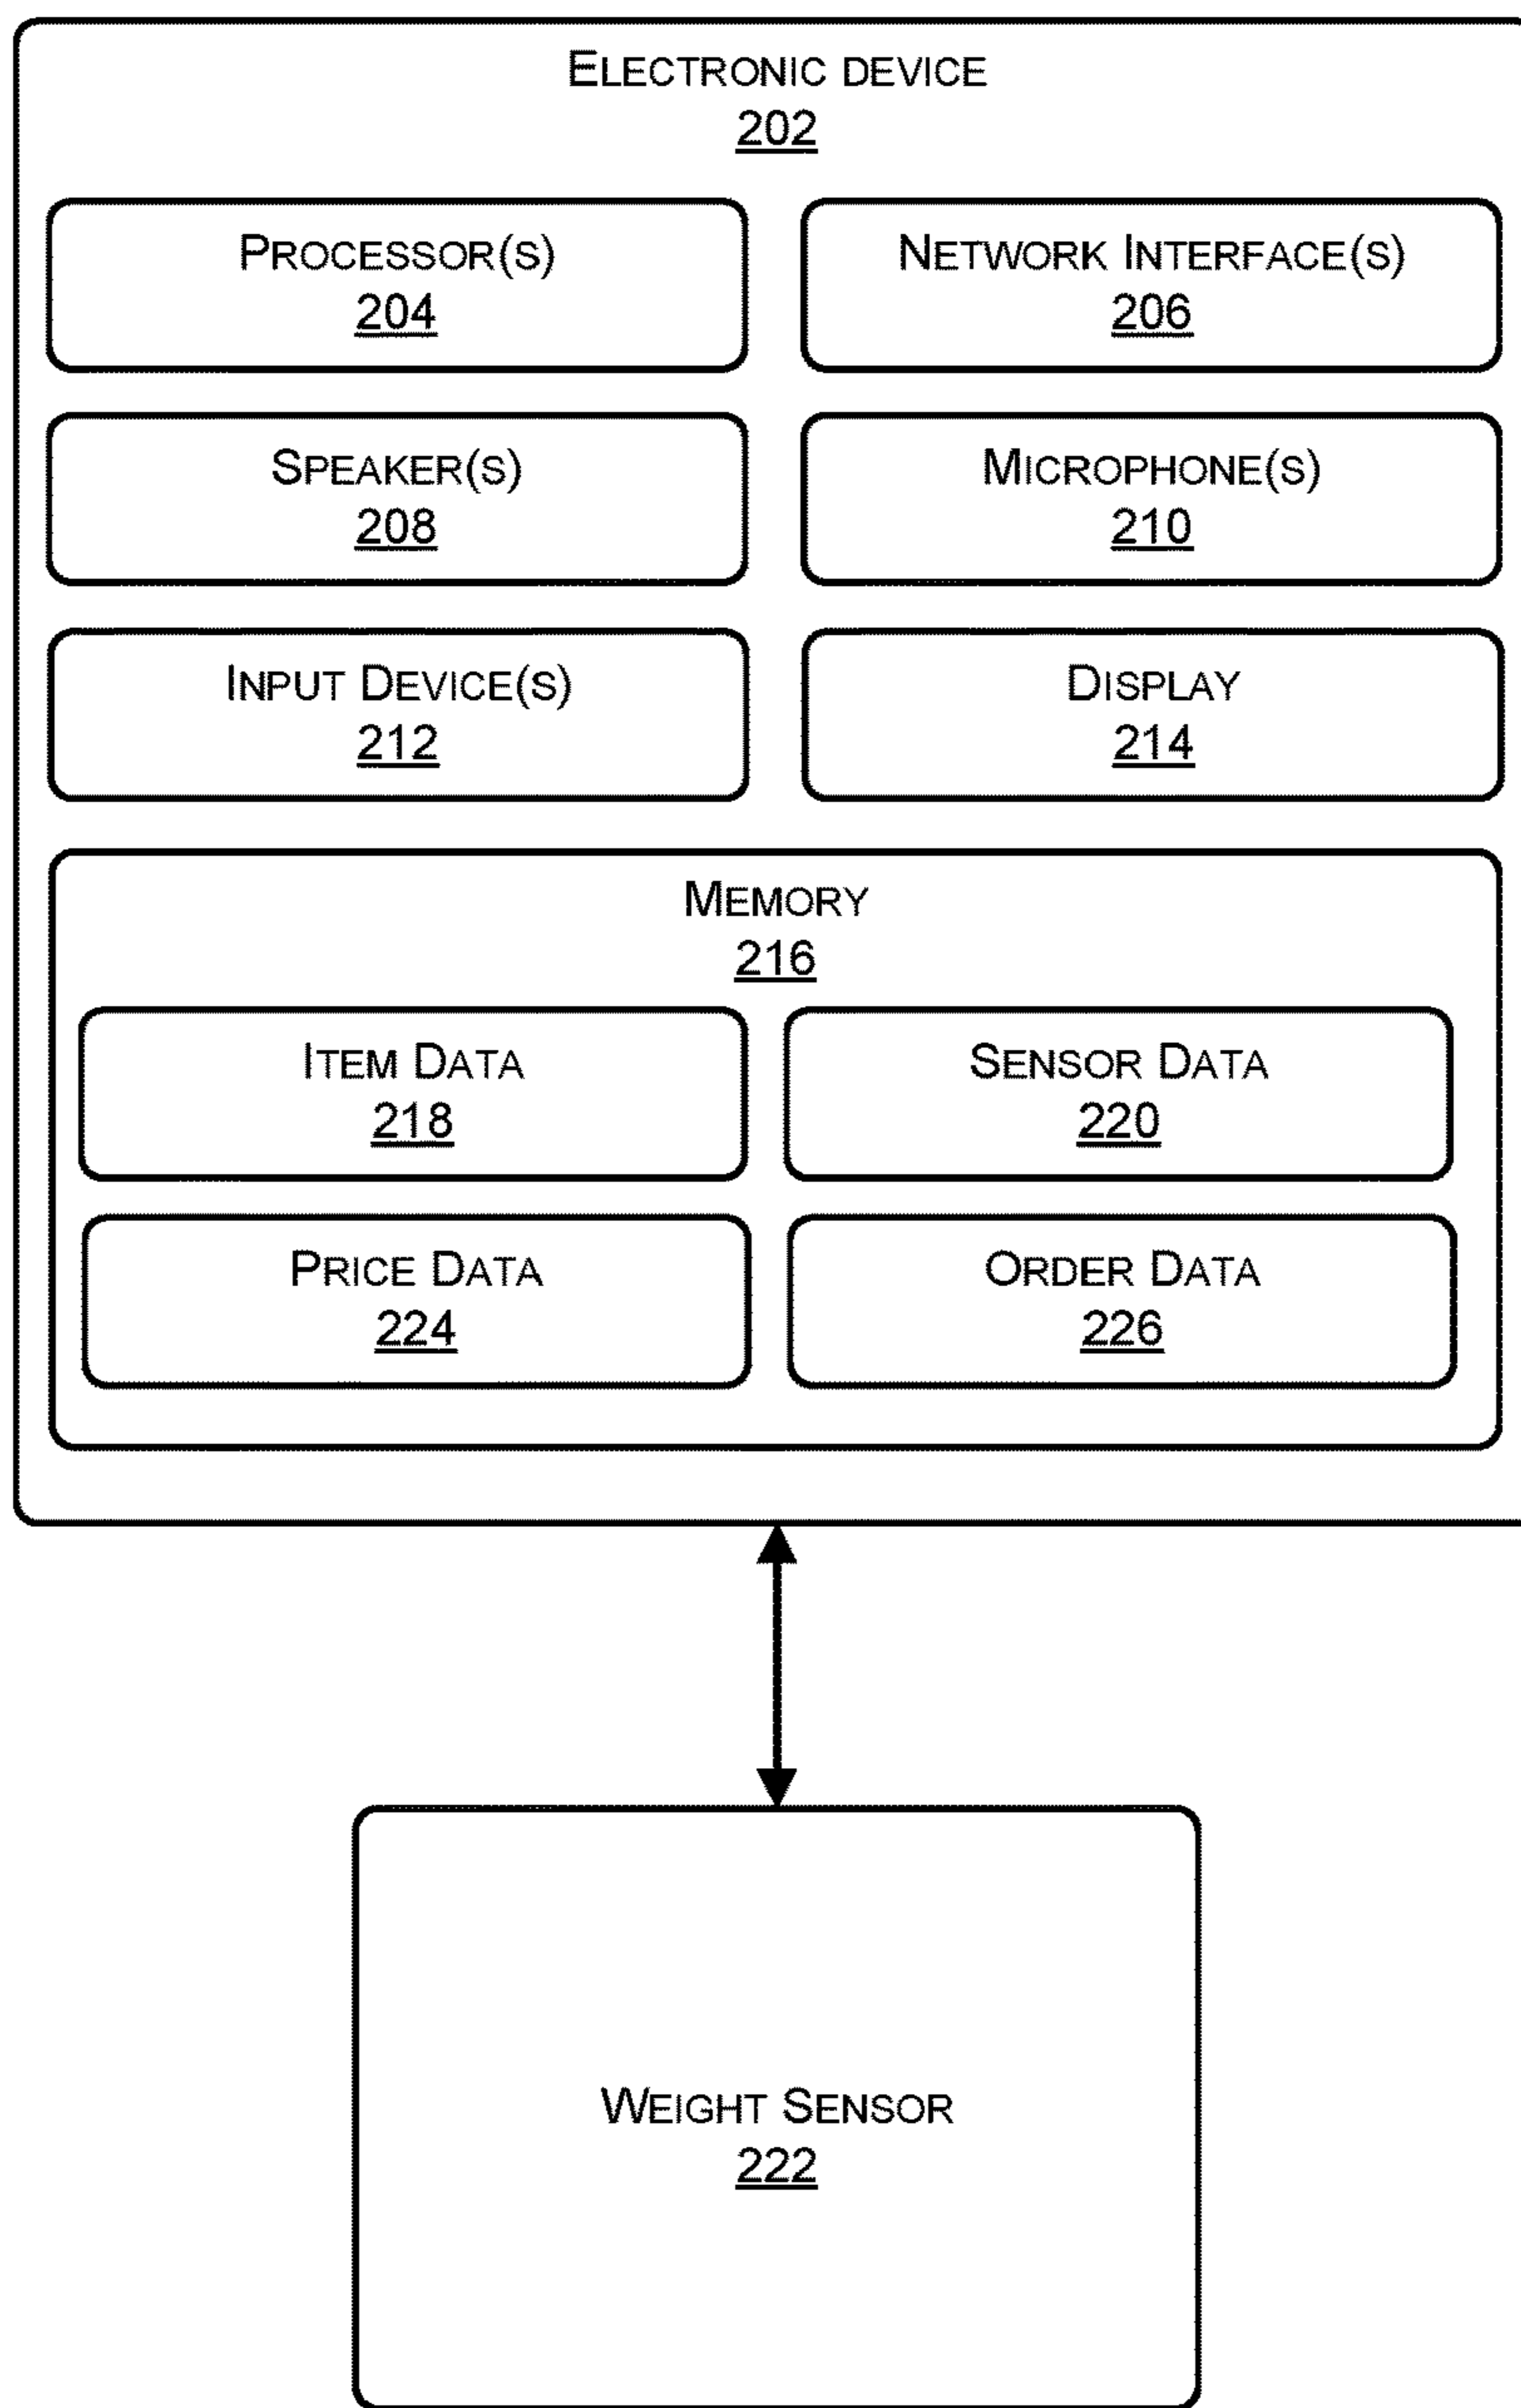 ELECTRONIC DEVICE
202
PROCESSOR(S)
204
NETWORK INTERFACE(S)
206
SPEAKER(S)
208
MICROPHONE(S)
210
INPUT DEVICE(S)
212
DISPLAY
214
MEMORY
216
ITEM DATA
218
SENSOR DATA
220
PRICE DATA
224
ORDER DATA
226
WEIGHT SENSOR
222